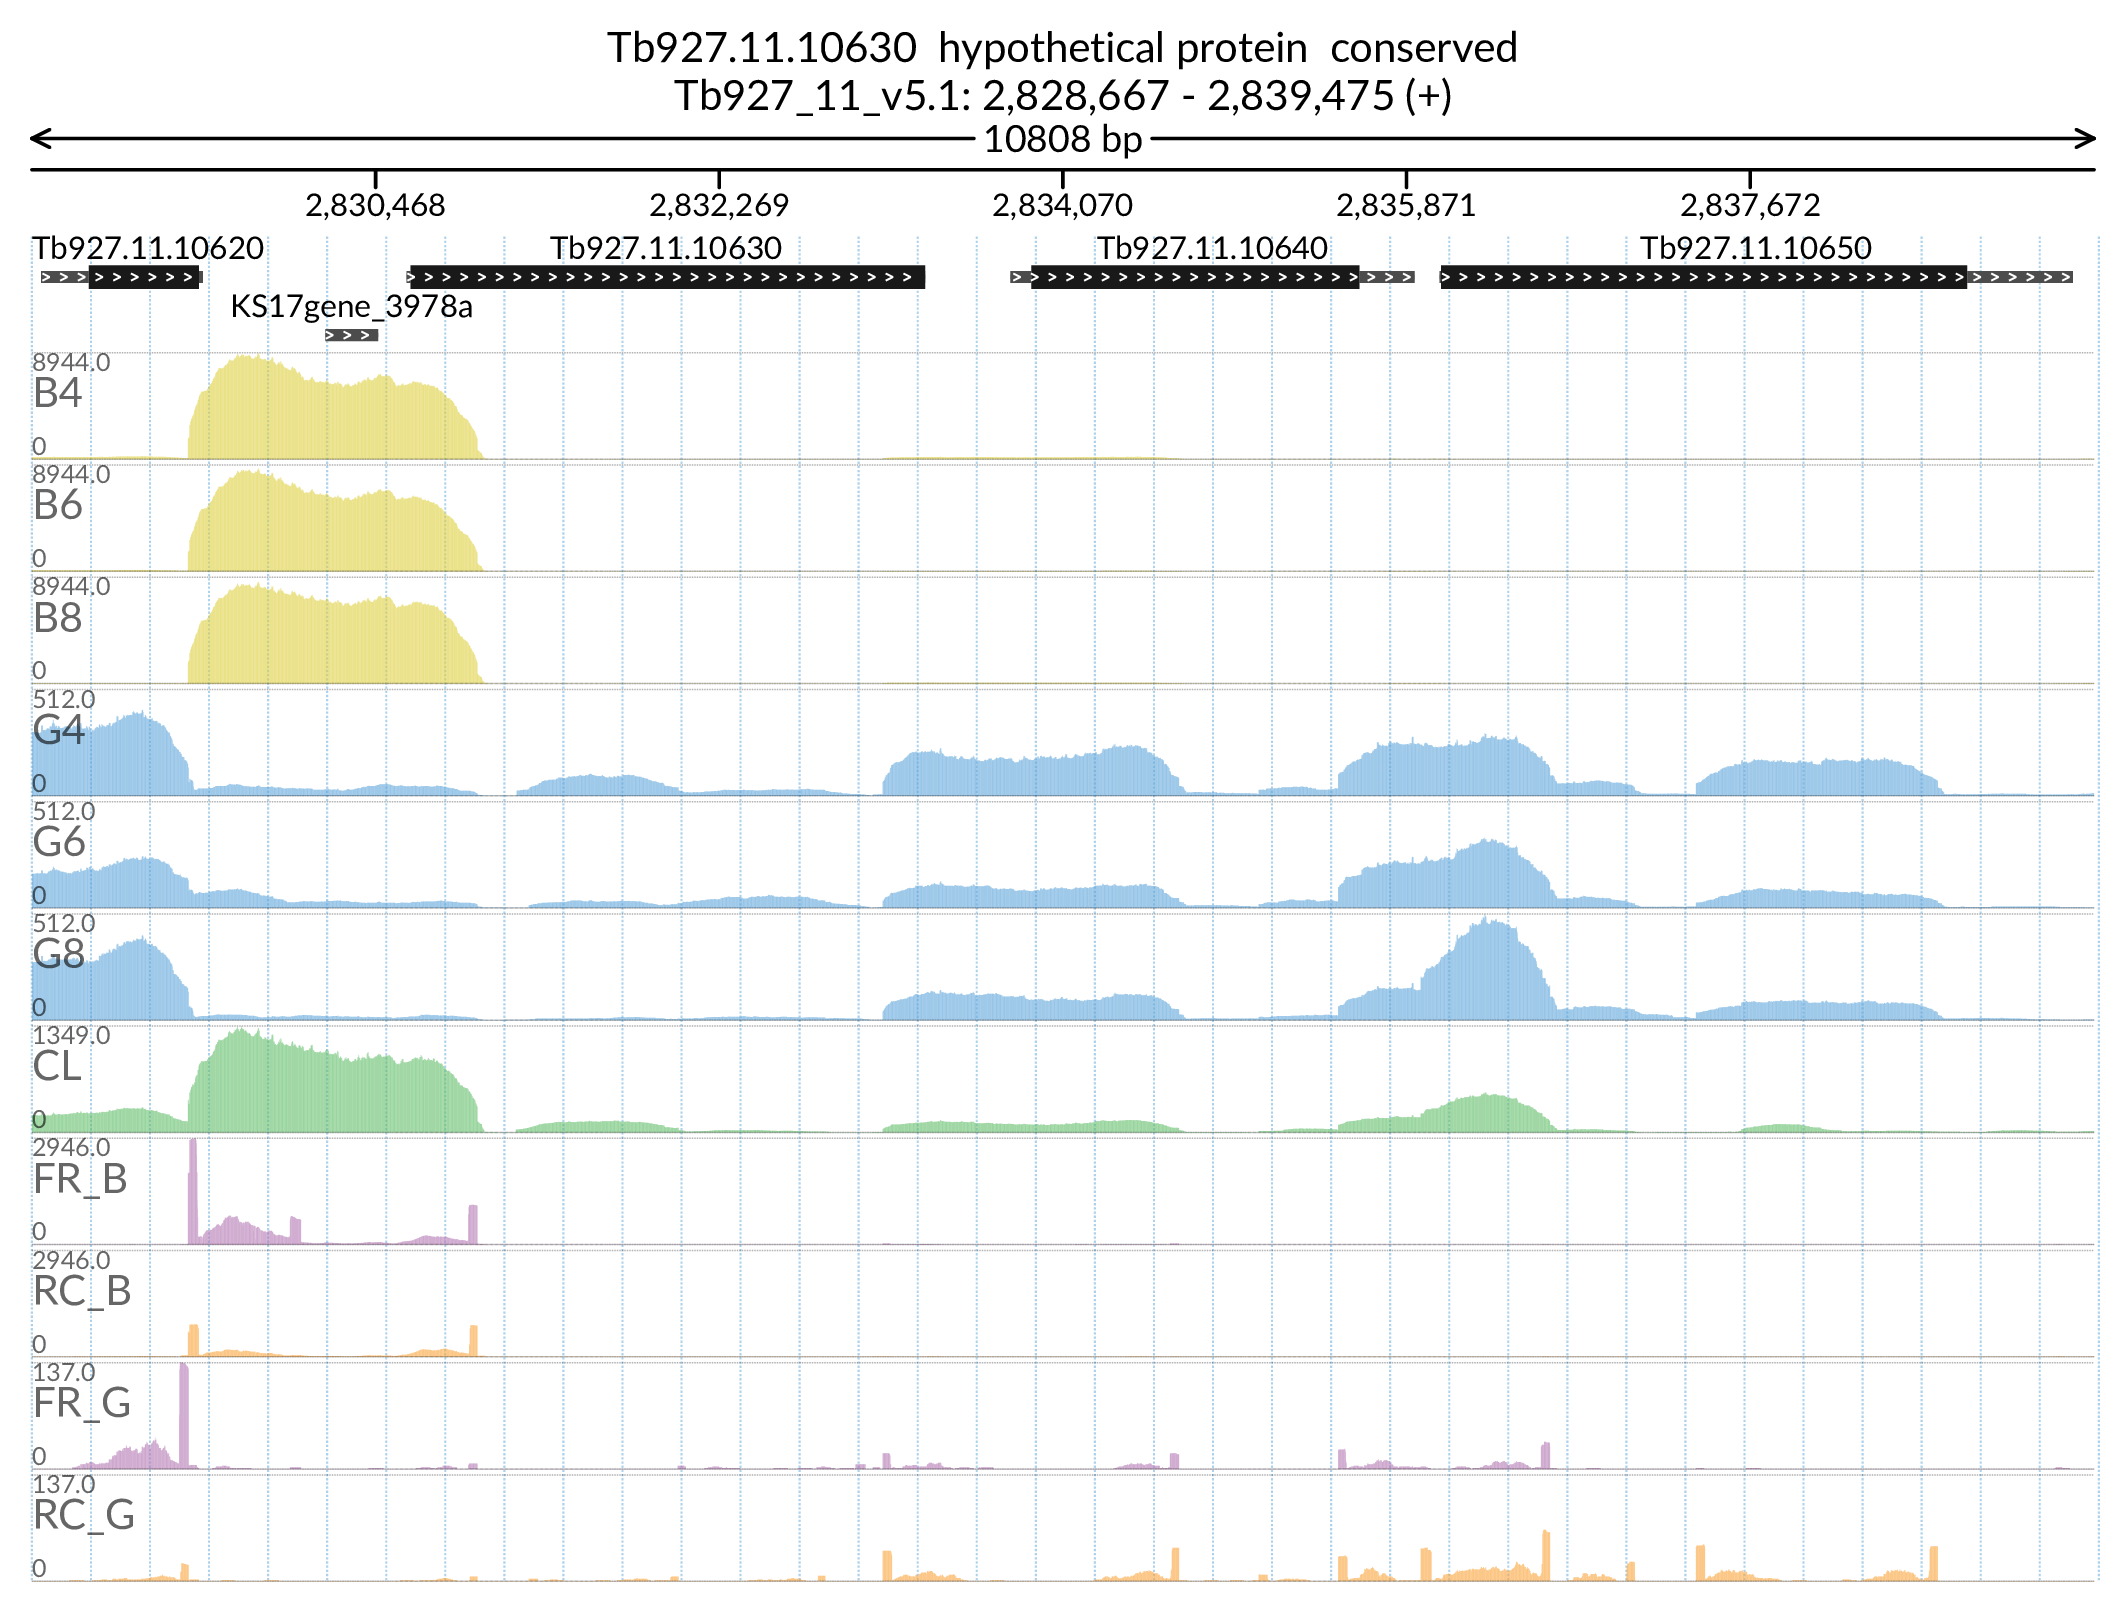 Tb927.11.10630  hypothetical protein  conserved
Tb927_11_v5.1: 2,828,667 - 2,839,475 (+)
10808 bp
2,830,468 2,832,269 2,834,070 2,835,871 2,837,672
Tb927.11.10620 Tb927.11.10630 Tb927.11.10640 Tb927.11.10650
KS17gene_3978a
8944.0
B4
0
8944.0
B6
0
8944.0
B8
0
512.0
G4
0
512.0
G6
0
512.0
G8
0
1349.0
CL
0
2946.0
FR_B
0
2946.0
RC_B
0
137.0
FR_G
0
137.0
RC_G
0